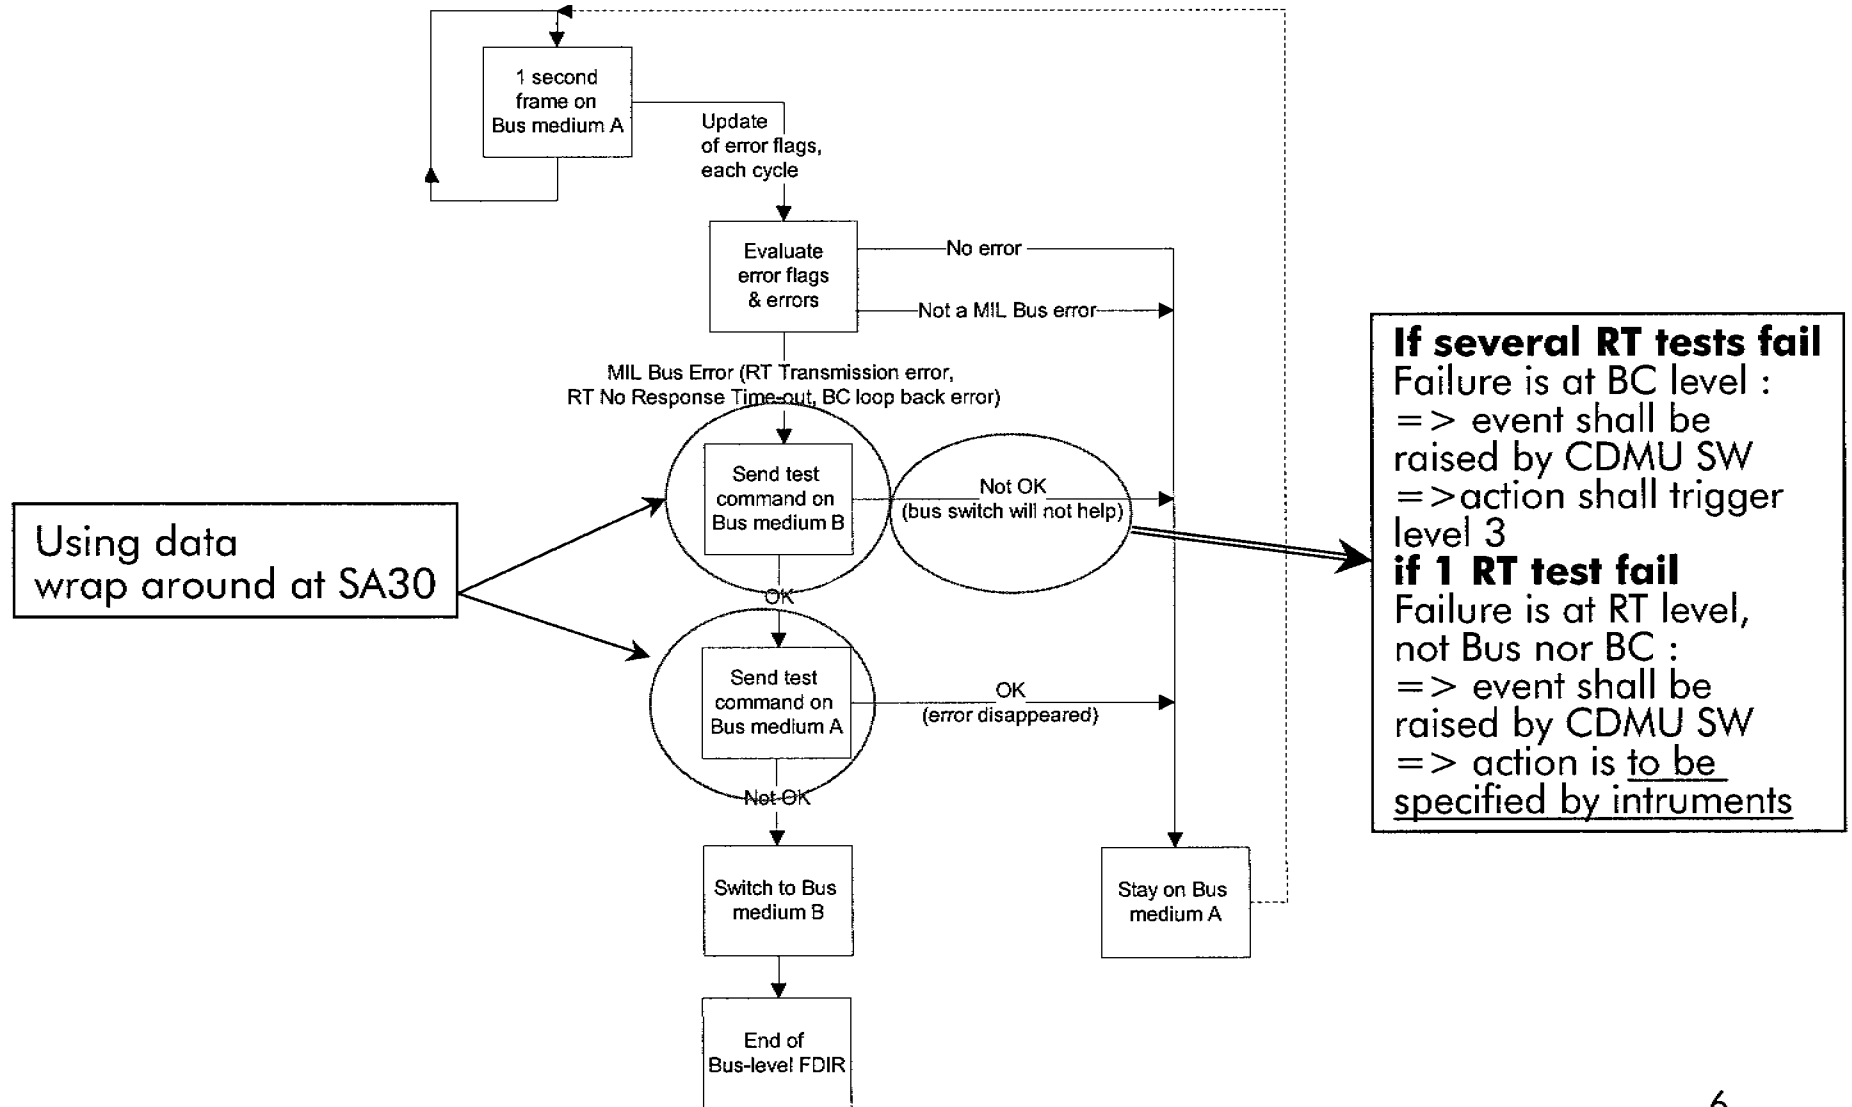 1 second
frame on
Bus medium A
Update
of error flags,
each cycle
Evaluate
error flags
& errors
No error
Not a MIL Bus error
MIL Bus Error (RT Transmission error,
RT No Response Time-out, BC loop back error)
Send test
command on
Bus medium B
Not OK
(bus switch will not help)
OK
Send test
command on
Bus medium A
OK
(error disappeared)
Not OK
Switch to Bus
medium B
Stay on Bus
medium A
End of
Bus-level FDIR
Using data
wrap around at SA30
If several RT tests fail
Failure is at BC level :
=> event shall be
raised by CDMU SW
=>action shall trigger
level 3
if 1 RT test fail
Failure is at RT level,
not Bus nor BC :
=> event shall be
raised by CDMU SW
=> action is to be
specified by intruments
6